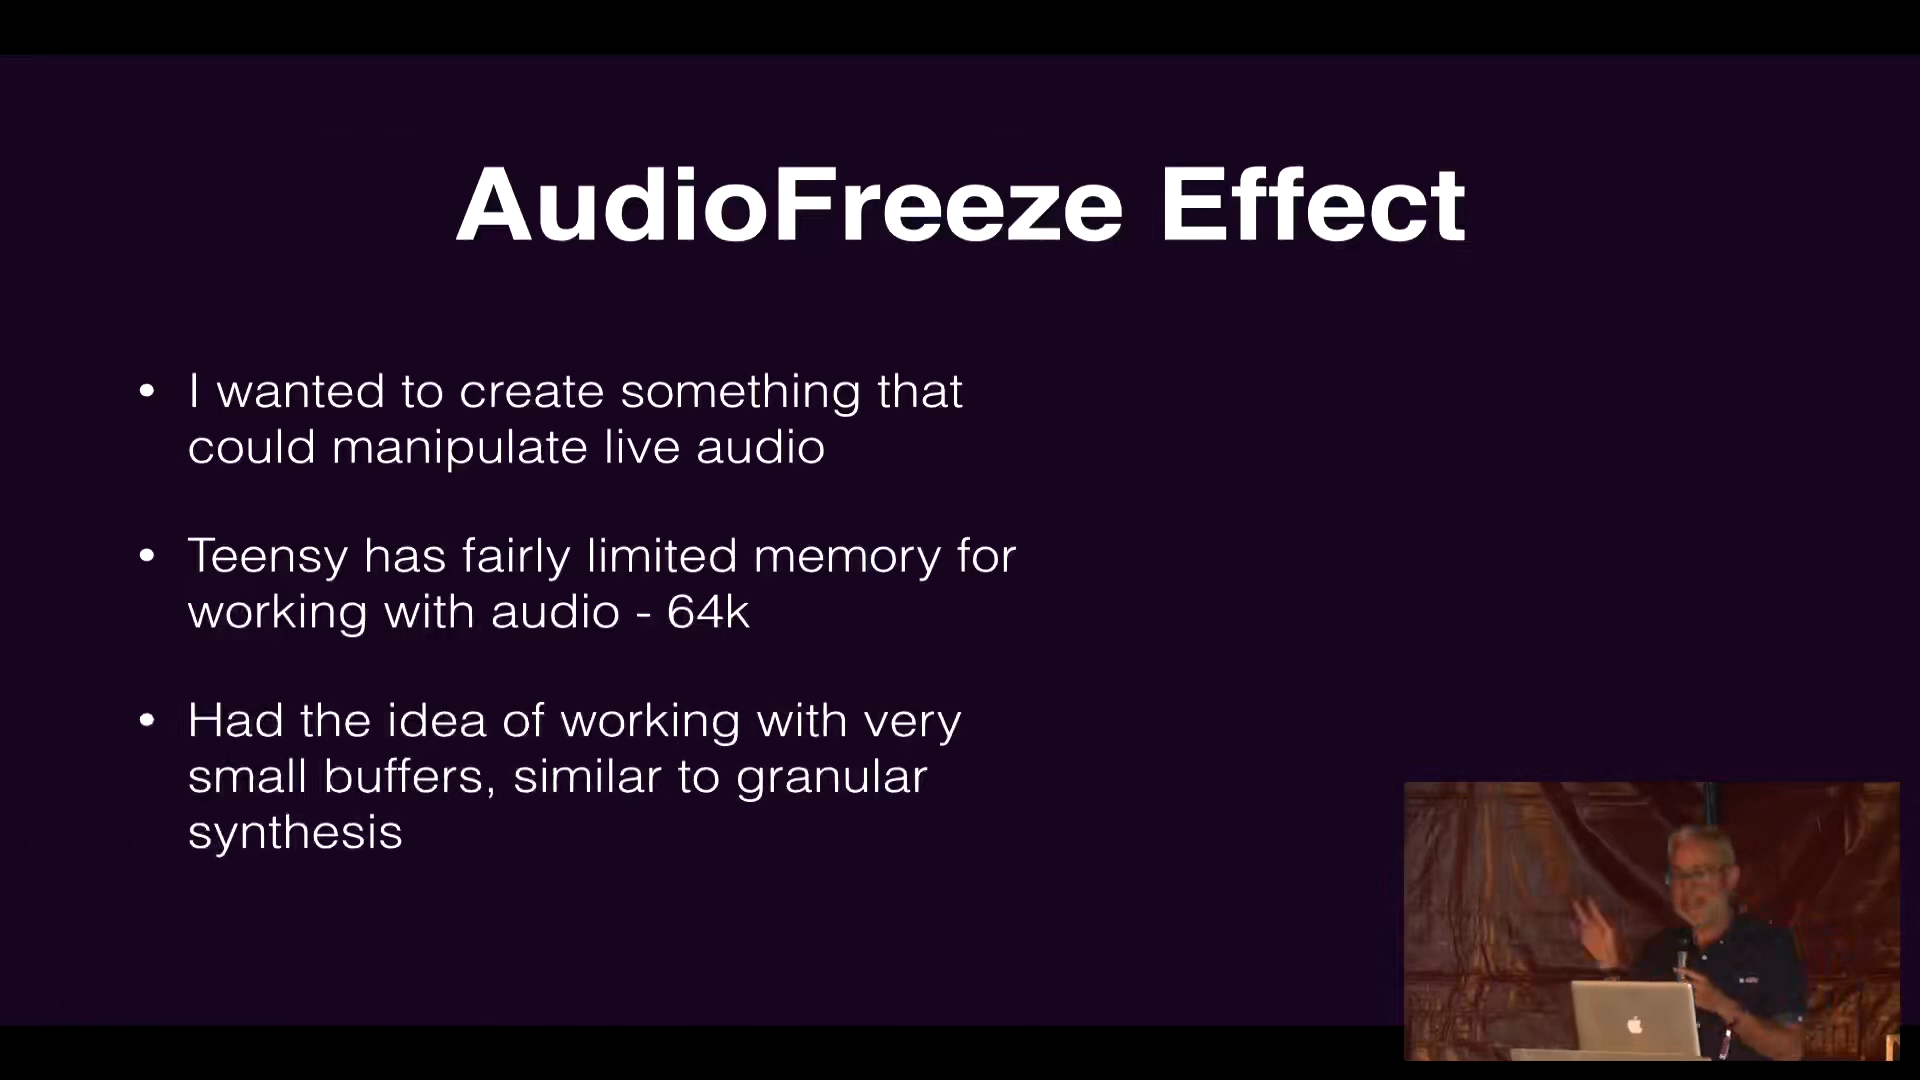 AudioFreeze Effect
• I wanted to create something that
could manipulate live audio
• Teensy has fairly limited memory for
working with audio - 64k
• Had the idea of working with very
small buffers, similar to granular
synthesis